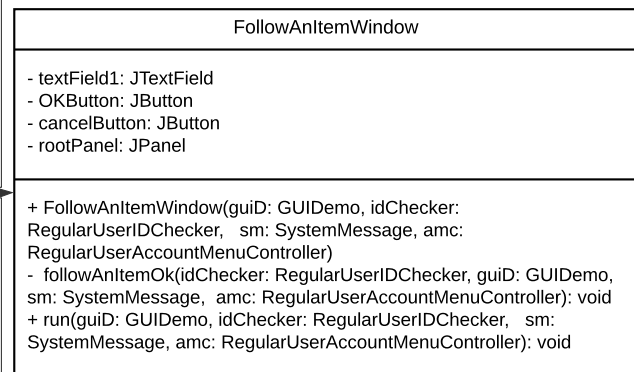 FollowAnItemWindow
- textField1: JTextField
- OKButton: JButton
- cancelButton: JButton
- rootPanel: JPanel
+ FollowAnItemWindow(guiD: GUIDemo, idChecker:
RegularUserIDChecker, sm: SystemMessage, amc:
RegularUserAccountMenuController)
- followAnItemOk(idChecker: RegularUserIDChecker, guiD: GUIDemo,
sm: SystemMessage, amc: RegularUserAccountMenuController): void
+ run(guiD: GUIDemo, idChecker: RegularUserIDChecker, sm:
SystemMessage, amc: RegularUserAccountMenuController): void